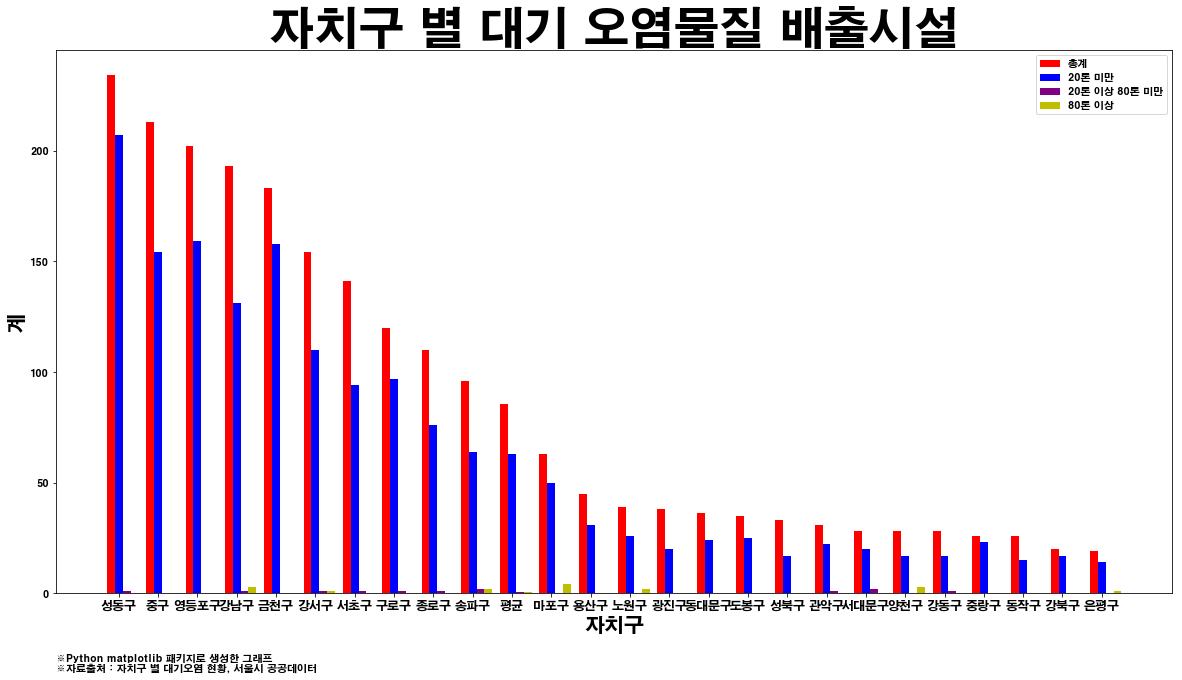 자치구 별 대기 오염물질 배출시설
총계
20톤 미만
20톤 이상 80톤 미만
80톤 이상
계
200
150
100
50
0
성동구 중구 영등포구 강남구 금천구 강서구 서초구 구로구 종로구 송파구 평균 마포구 용산구 노원구 광진구 동대문구 도봉구 성북구 관악구 서대문구 양천구 강동구 중랑구 동작구 강북구 은평구
자치구
※Python matplotlib 패키지로 생성한 그래프
※자료출처 : 자치구 별 대기오염 현황, 서울시 공공데이터